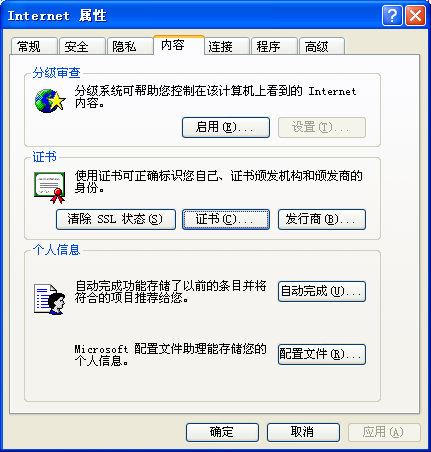 Internet 属性
常规 安全 隐私 内容 连接 程序 高级
分级审查
分级系统可帮助您控制在该计算机上看到的 Internet
内容。
启用(E)... 设置(T)...
证书
使用证书可正确标识您自己、证书颁发机构和颁发商的
身份。
清除 SSL 状态(S) 证书(C)... 发行商(B)...
个人信息
自动完成功能存储了以前的条目并将
符合的项目推荐给您。
自动完成(U)...
Microsoft 配置文件助理能存储您的
个人信息。
配置文件(R)...
确定 取消 应用(A)